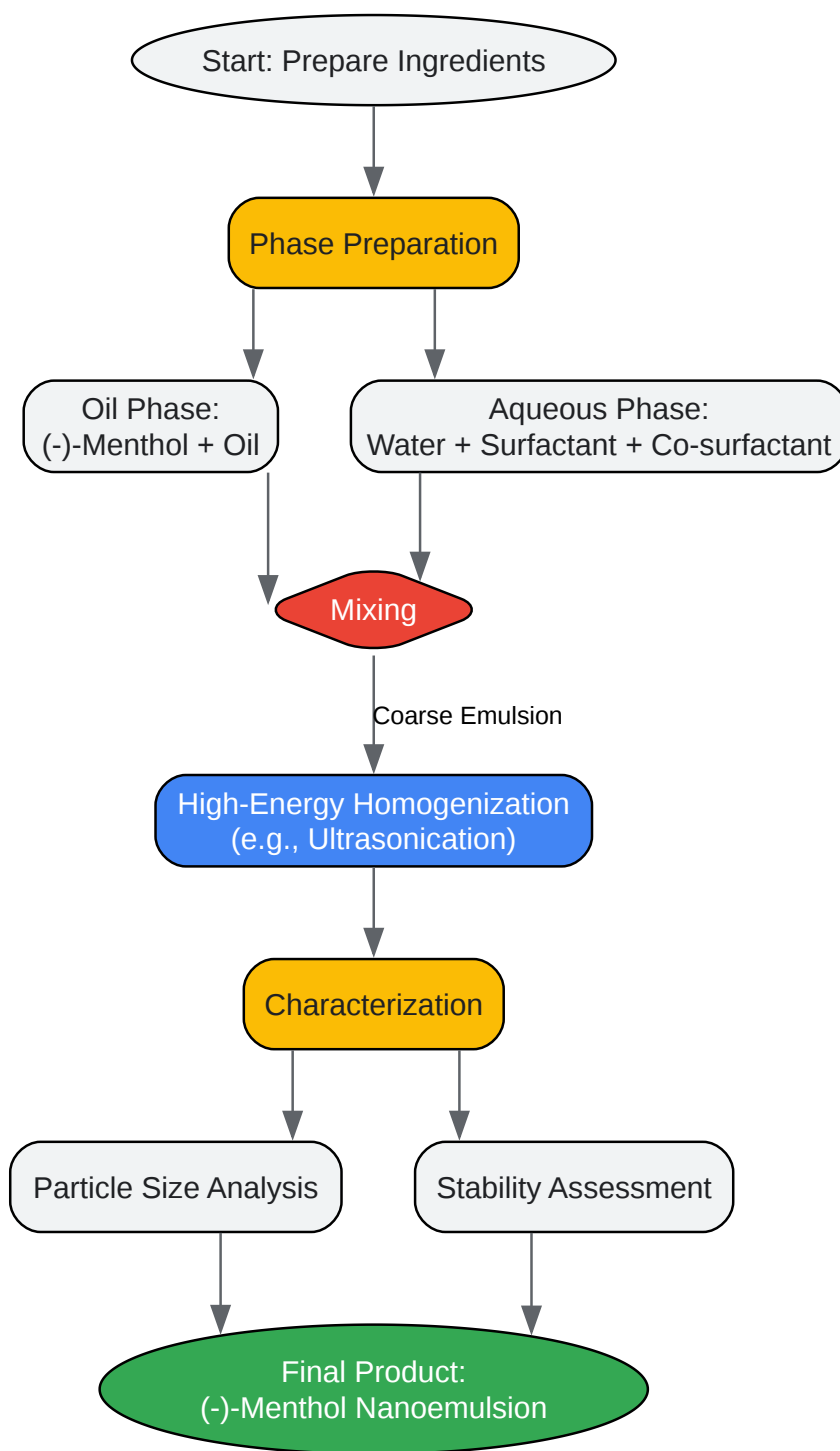 Start: Prepare Ingredients
Phase Preparation
Oil Phase:
(-)-Menthol + Oil
Aqueous Phase:
Water + Surfactant + Co-surfactant
Mixing
Coarse Emulsion
High-Energy Homogenization
(e.g., Ultrasonication)
Characterization
Particle Size Analysis
Stability Assessment
Final Product:
(-)-Menthol Nanoemulsion